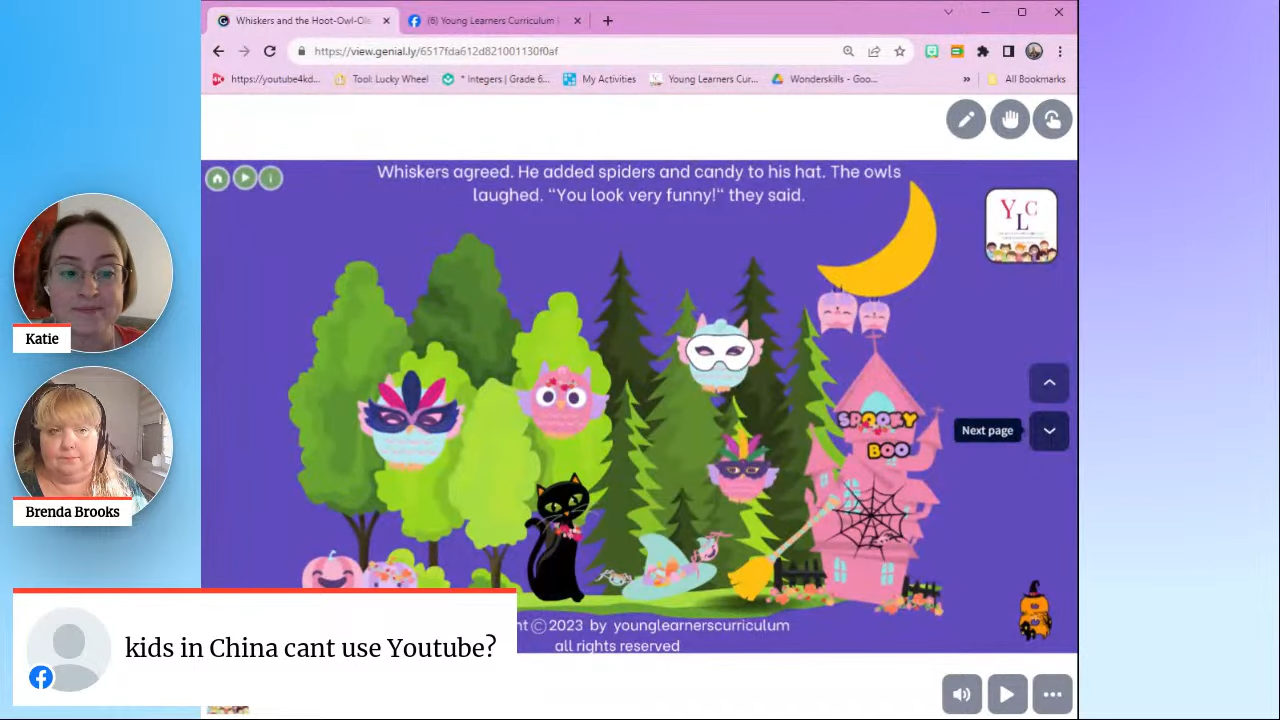 Whiskers and the Hoot-Owl-Ola
(6) Young Learners Curriculum
https://view.genial.ly/6517fda612d821001130f0af
https://youtube4kd...
Tool: Lucky Wheel
* Integers | Grade 6...
My Activities
Young Learners Cur...
Wonderskills - Goo...
»
All Bookmarks
Whiskers agreed. He added spiders and candy to his hat. The owls
laughed. "You look very funny!" they said.
YLC
Katie
SPOOKY
BOO
Next page
Brenda Brooks
kids in China cant use Youtube?
nt ©2023 by younglearnerscurriculum
all rights reserved